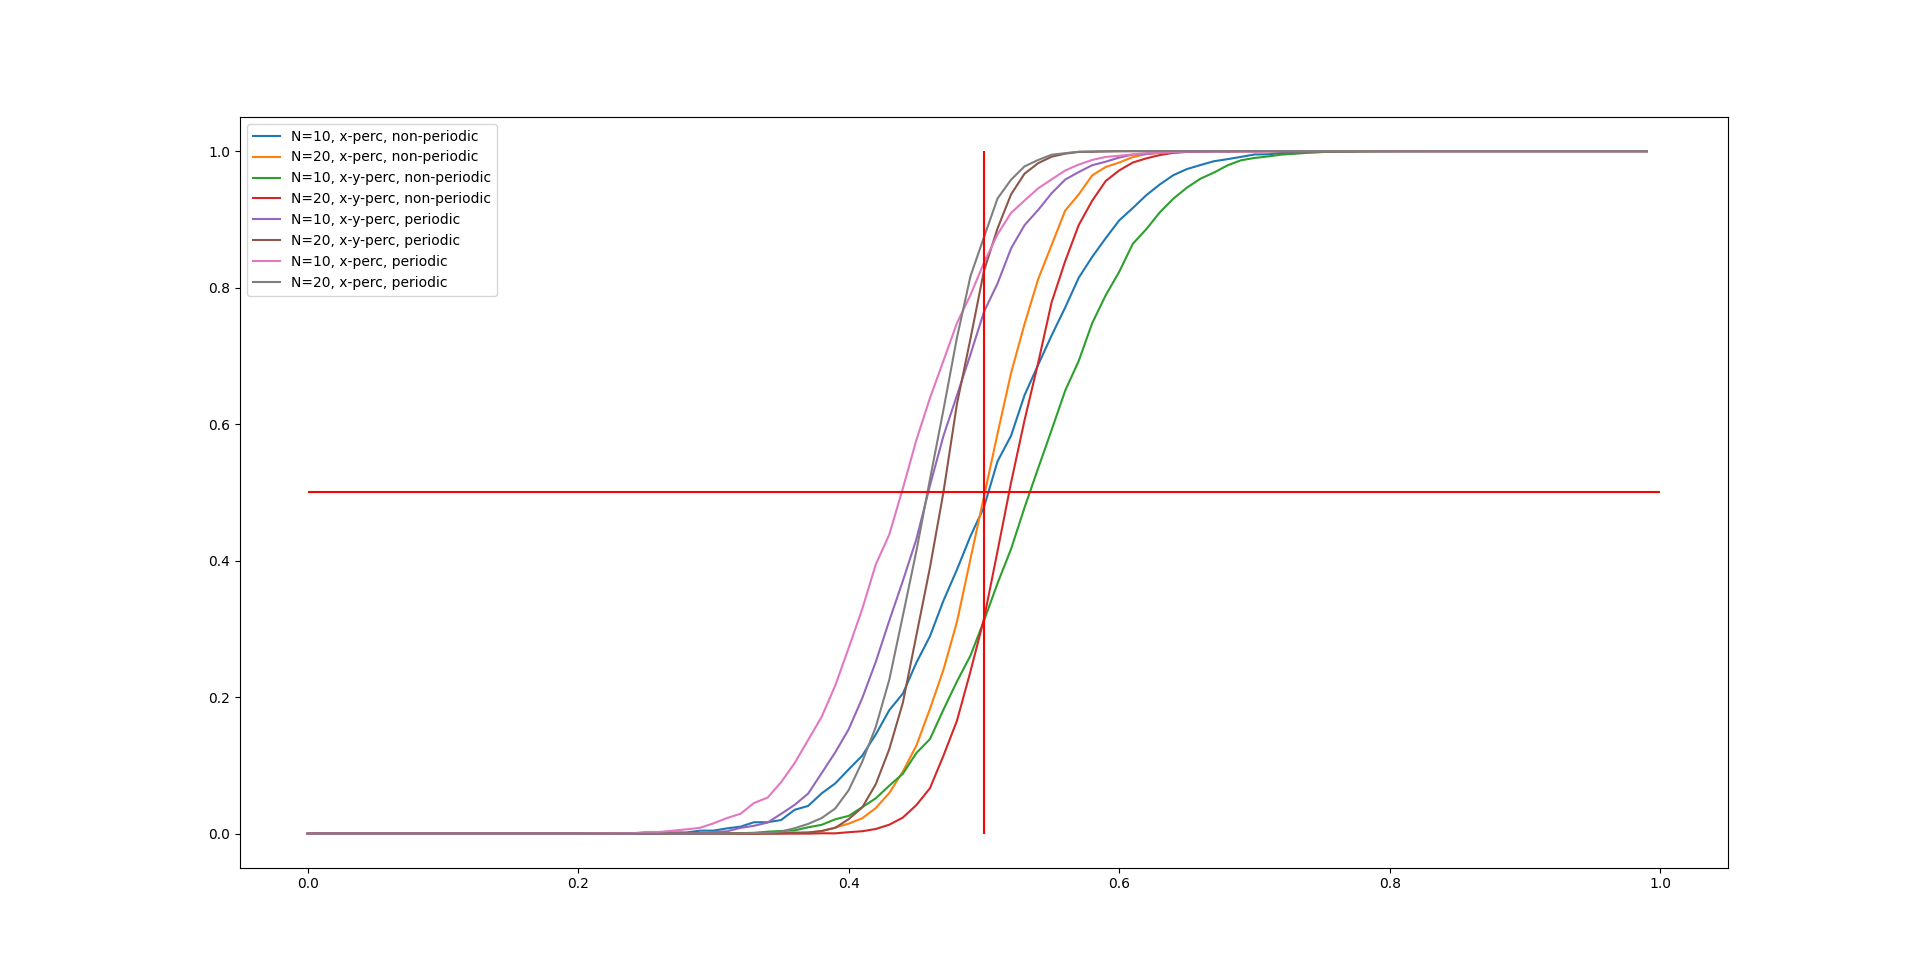 N=10, x-perc, non-periodic
N=20, x-perc, non-periodic
N=10, x-y-perc, non-periodic
N=20, x-y-perc, non-periodic
N=10, x-y-perc, periodic
N=20, x-y-perc, periodic
N=10, x-perc, periodic
N=20, x-perc, periodic
1.0
0.8
0.6
0.4
0.2
0.0
0.0 0.2 0.4 0.6 0.8 1.0